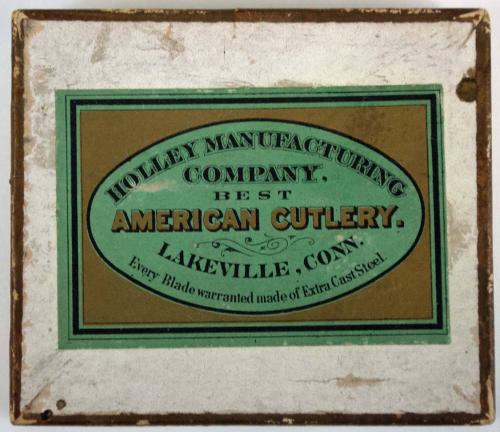 HOLLEY MANUFACTURING
COMPANY,
BEST
AMERICAN CUTLERY.
LAKEVILLE, CONN.
Every Blade warranted made of Extra Cast Steel.